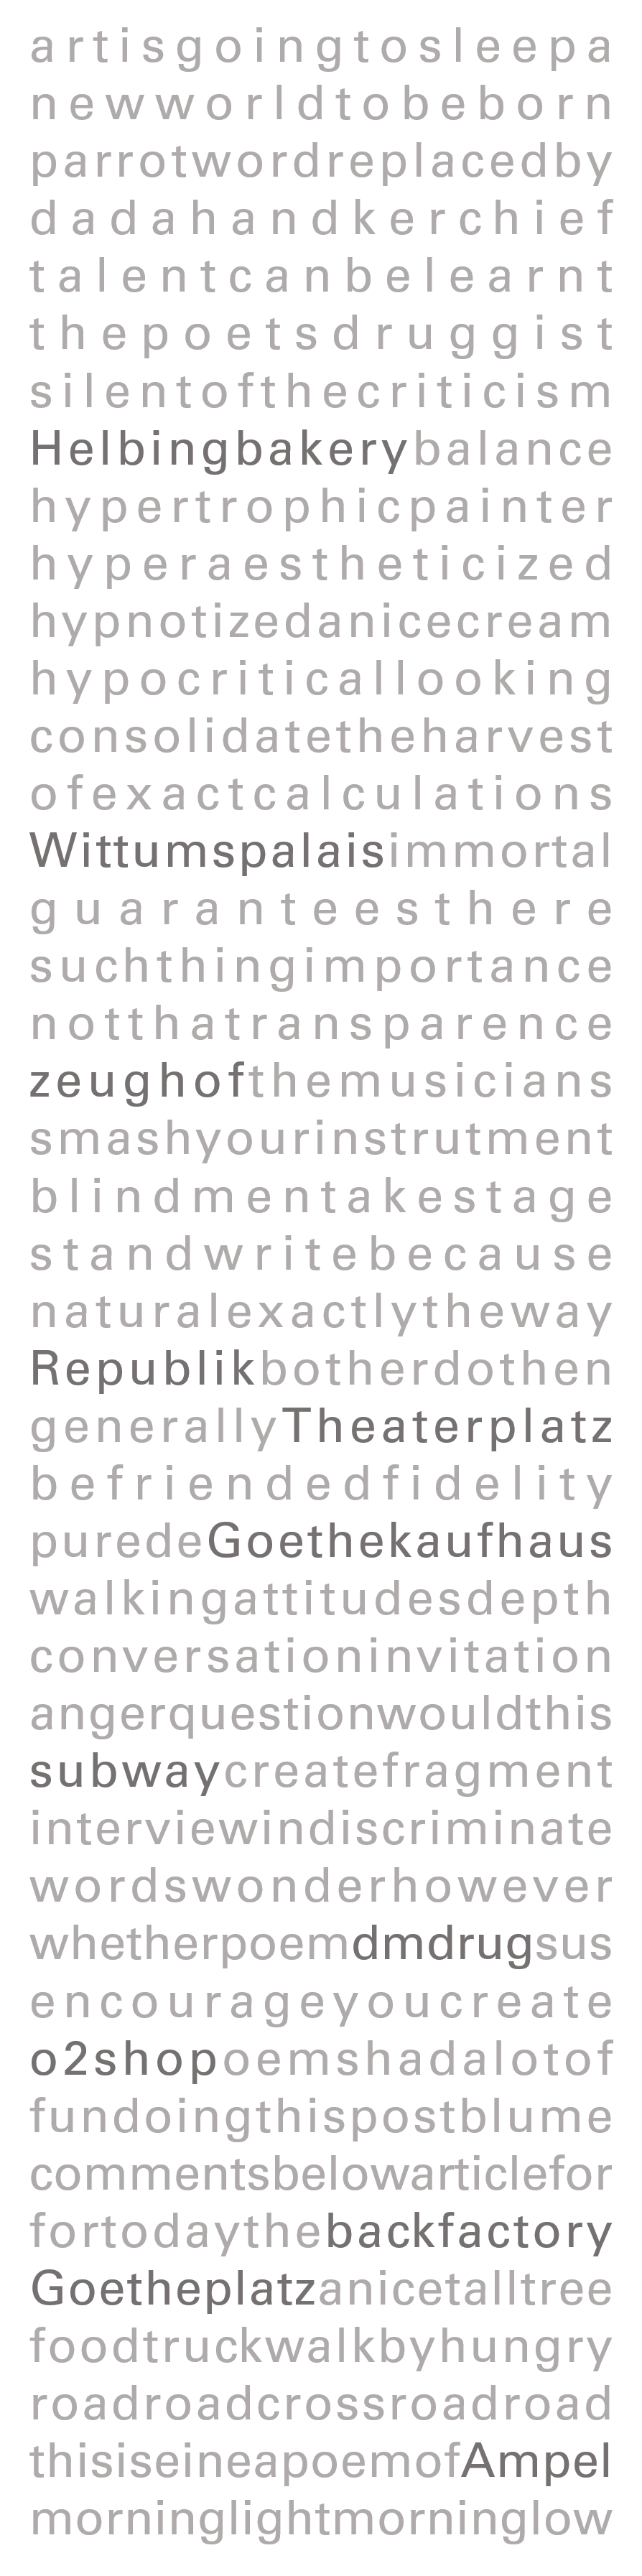 artisgoingtosleepa
newworldtobeborn
parrotwordreplacedby
dadahandkerchief
talentcanbelearnt
thepoetsdruggist
silentofthecriticism
Helbingbakerybalance
hypertrophicpainter
hyperaestheticized
hypnotizedanicecream
hypocriticallooking
consolidatetheharvest
ofexactcalculations
Wittumspalaisimmortal
guaranteesthere
suchthingimportance
notthatransparence
zeughofthemusicians
smashyourinstrutment
blindmentakestage
standwritebecause
naturalexactlytheway
Republikbotherdothen
generallyTheaterplatz
befriendedfidelity
puredeGoethekaufhaus
walkingattitudesdepth
conversationinvitation
angerquestionwouldthis
subwaycreatefragment
interviewindiscriminate
wordswonderhowever
whetherpoemdmdrugsus
encourageyoucreate
o2shopoemshadalotof
fundoingthispostblume
commentsbelowarticlefor
fortodaythebackfactory
Goetheplatzanicetalltree
foodtruckwalkbyhungry
roadroadcrossroadroad
thisiseineapoemofAmpel
morninglightmorninglow